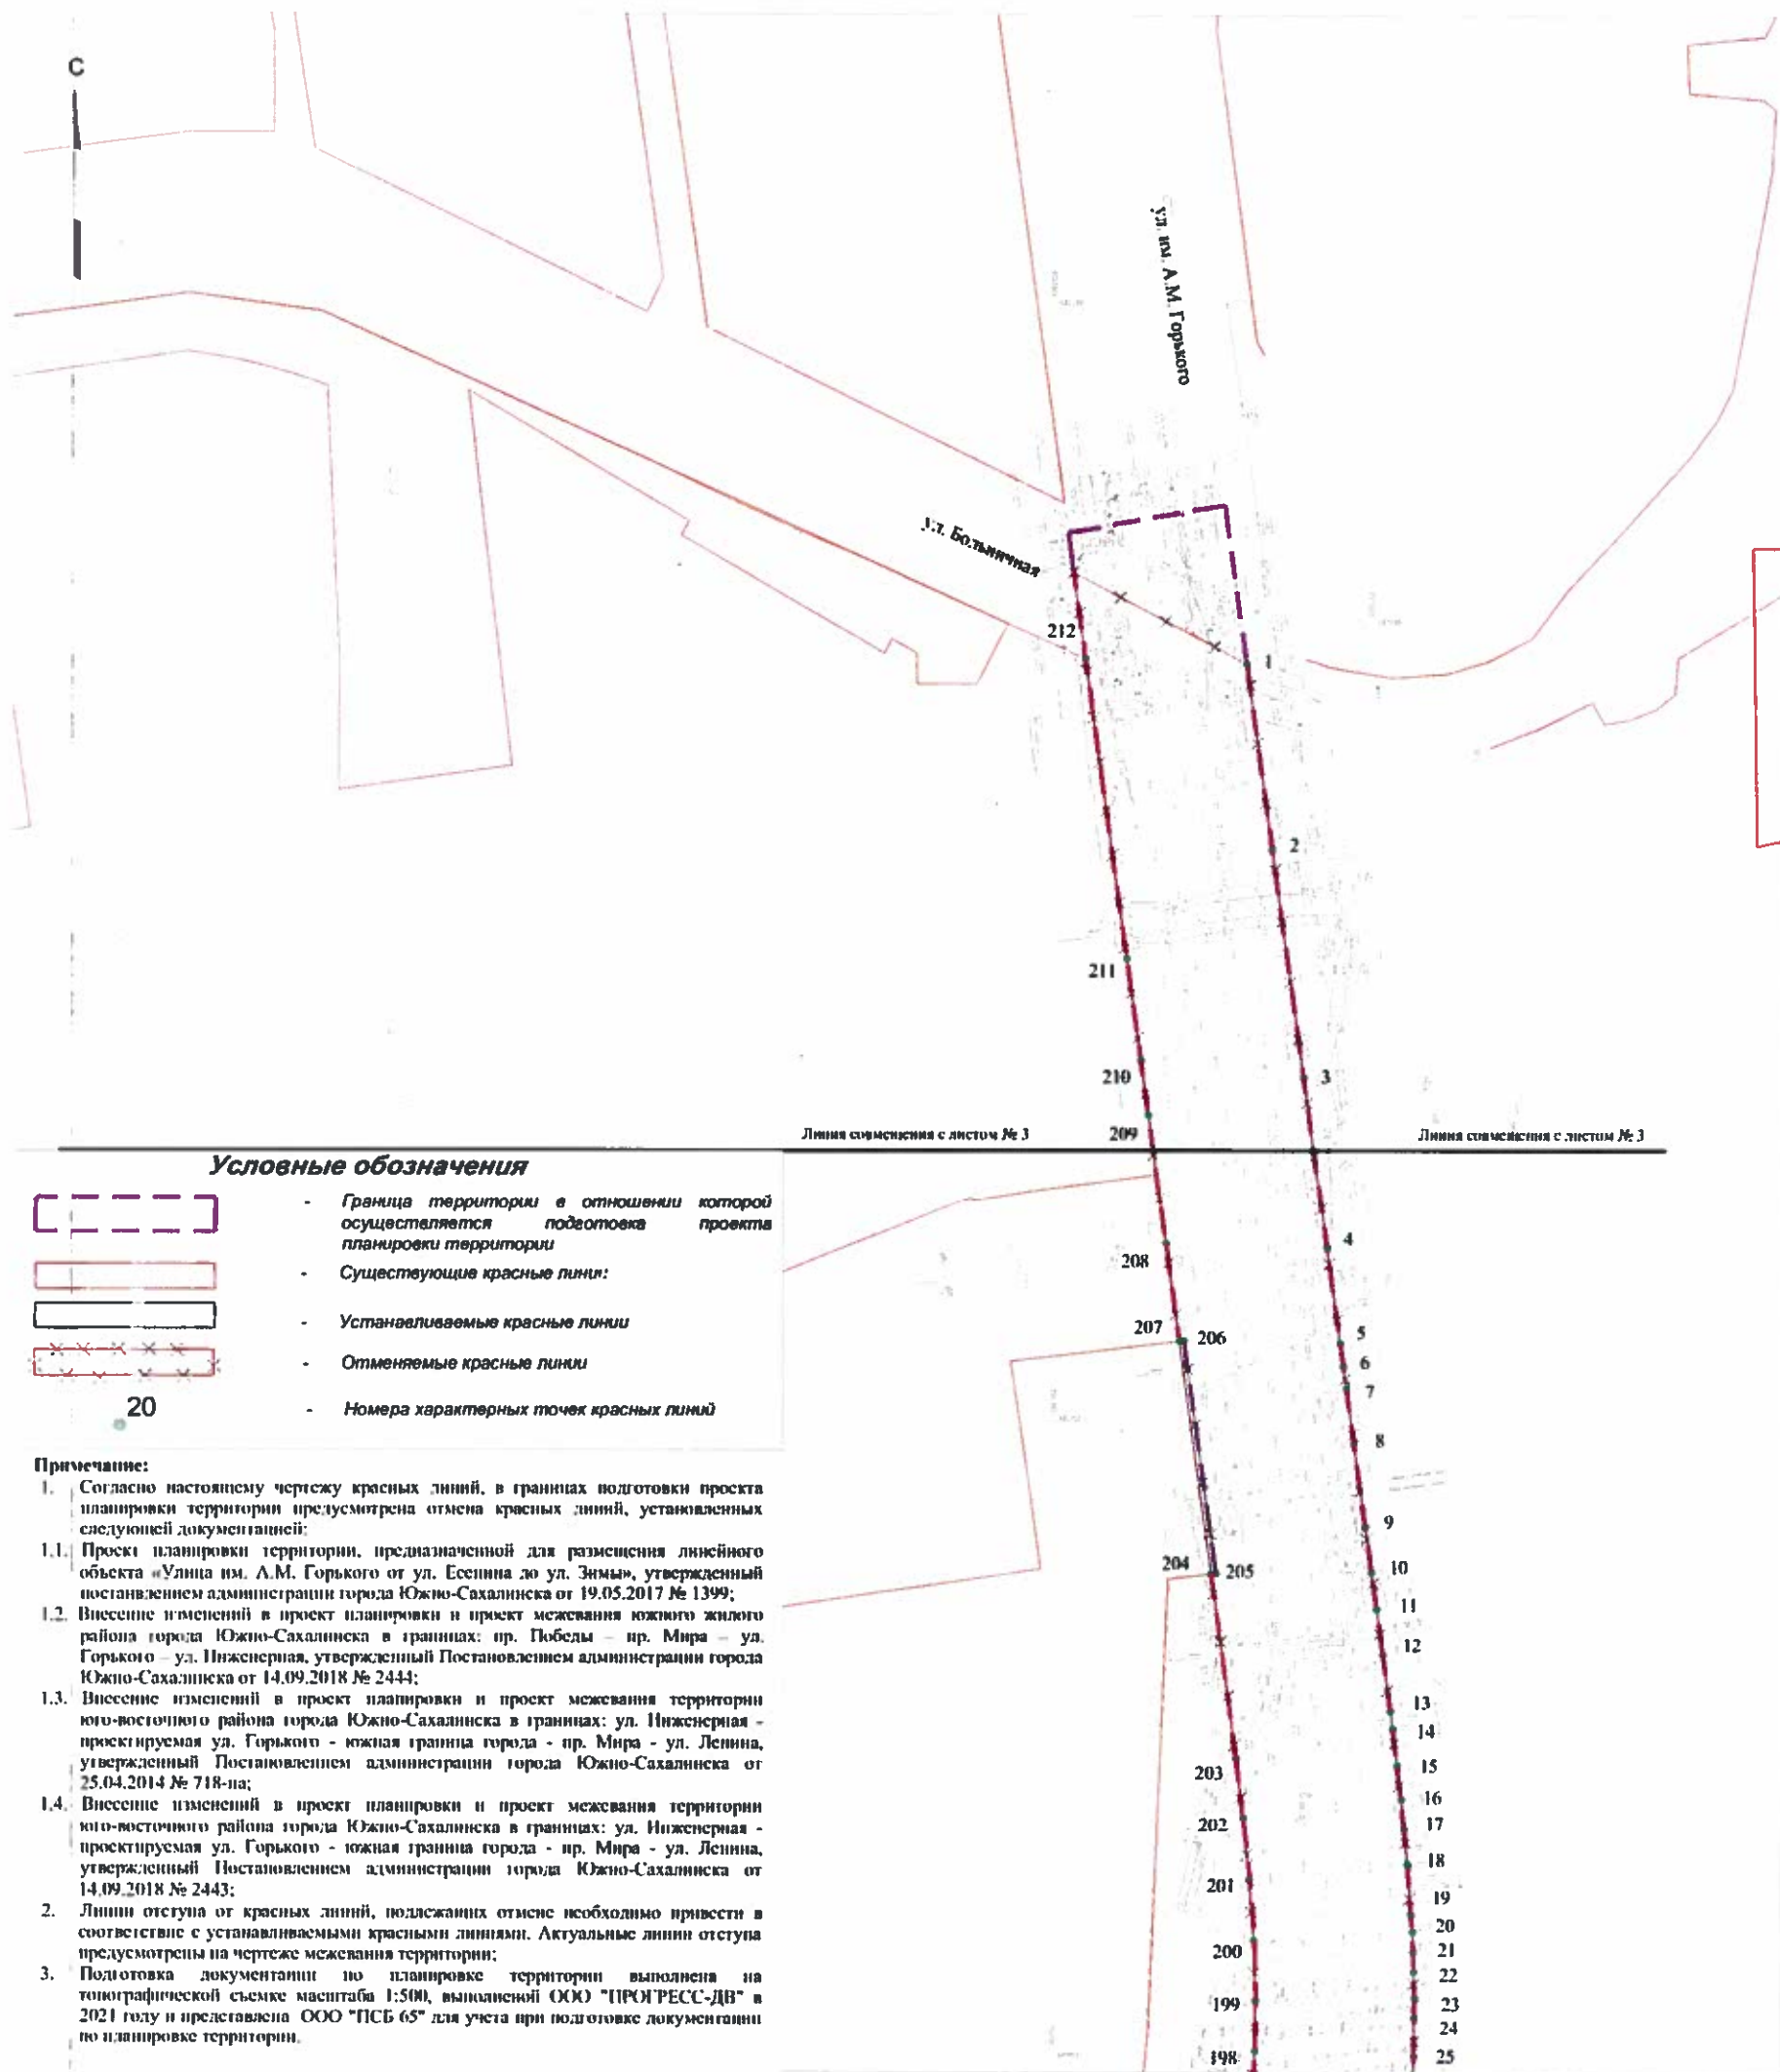 С
ул. им. А.М. Горького
ул. Больничная
212
1
2
211
3
210
209
Линия совмещения с листом № 3
Линия совмещения с листом № 3
Условные обозначения
- Граница территории в отношении которой
осуществляется подготовка проекта
планировки территории
- Существующие красные линии:
- Устанавливаемые красные линии
- Отменяемые красные линии
20 - Номера характерных точек красных линий
4
208
207
206
5
6
7
8
9
204
205
10
11
12
13
14
15
203
16
202
17
18
201
19
20
200
21
22
199
23
24
198
25
Примечание:
1. Согласно настоящему чертежу красных линий, в границах подготовки проекта
планировки территории предусмотрена отмена красных линий, установленных
следующей документацией:
1.1. Проект планировки территории, предназначенной для размещения линейного
объекта «Улица им. А.М. Горького от ул. Есенина до ул. Зимы», утвержденный
постановлением администрации города Южно-Сахалинска от 19.05.2017 № 1399;
1.2. Внесение изменений в проект планировки и проект межевания южного жилого
района города Южно-Сахалинска в границах: пр. Победы – пр. Мира – ул.
Горького – ул. Инженерная, утвержденный Постановлением администрации города
Южно-Сахалинска от 14.09.2018 № 2444;
1.3. Внесение изменений в проект планировки и проект межевания территории
юго-восточного района города Южно-Сахалинска в границах: ул. Инженерная -
проектируемая ул. Горького - южная граница города - пр. Мира - ул. Ленина,
утвержденный Постановлением администрации города Южно-Сахалинска от
25.04.2014 № 718-па;
1.4. Внесение изменений в проект планировки и проект межевания территории
юго-восточного района города Южно-Сахалинска в границах: ул. Инженерная -
проектируемая ул. Горького - южная граница города - пр. Мира - ул. Ленина,
утвержденный Постановлением администрации города Южно-Сахалинска от
14.09.2018 № 2443;
2. Линии отступа от красных линий, подлежащих отмене необходимо привести в
соответствие с устанавливаемыми красными линиями. Актуальные линии отступа
предусмотрены на чертеже межевания территории;
3. Подготовка документации по планировке территории выполнена на
топографической съемке масштаба 1:500, выполненой ООО "ПРОГРЕСС-ДВ" в
2021 году и представлена ООО "ПСБ 65" для учета при подготовке документации
по планировке территории.